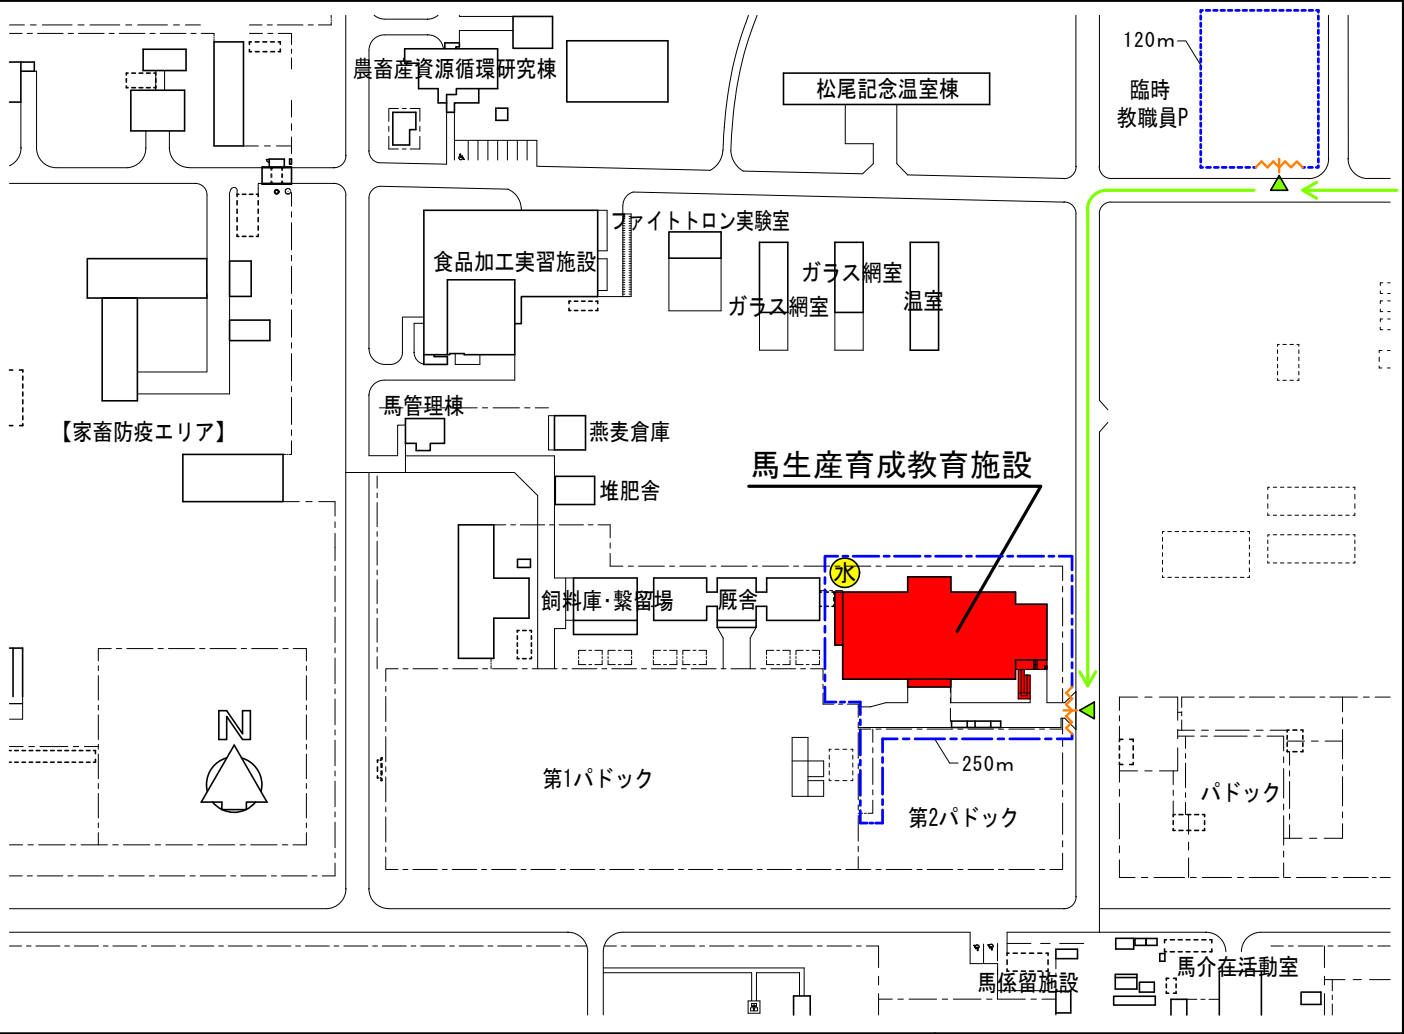 120m
臨時
教職員P
農畜産資源循環研究棟
松尾記念温室棟
ファイトトロン実験室
食品加工実習施設
ガラス網室
ガラス網室
温室
馬管理棟
燕麦倉庫
【家畜防疫エリア】
馬生産育成教育施設
堆肥舎
水
飼料庫・繋留場
厩舎
N
第1パドック
250m
第2パドック
パドック
馬係留施設
馬介在活動室